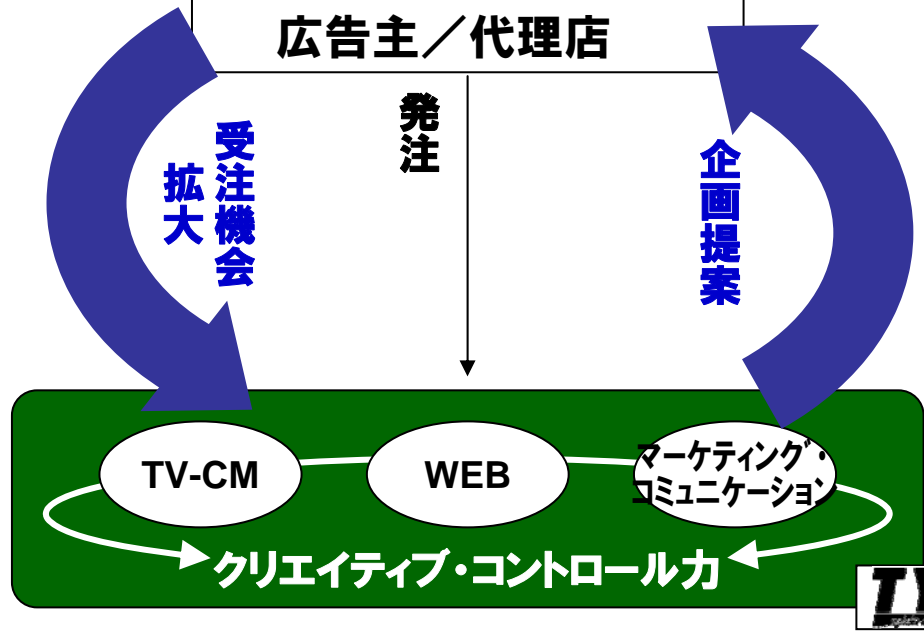 広告主／代理店
発注
受注機会
拡大
企画提案
TV-CM
WEB
マーケティング・
コミュニケーション
クリエイティブ・コントロール力